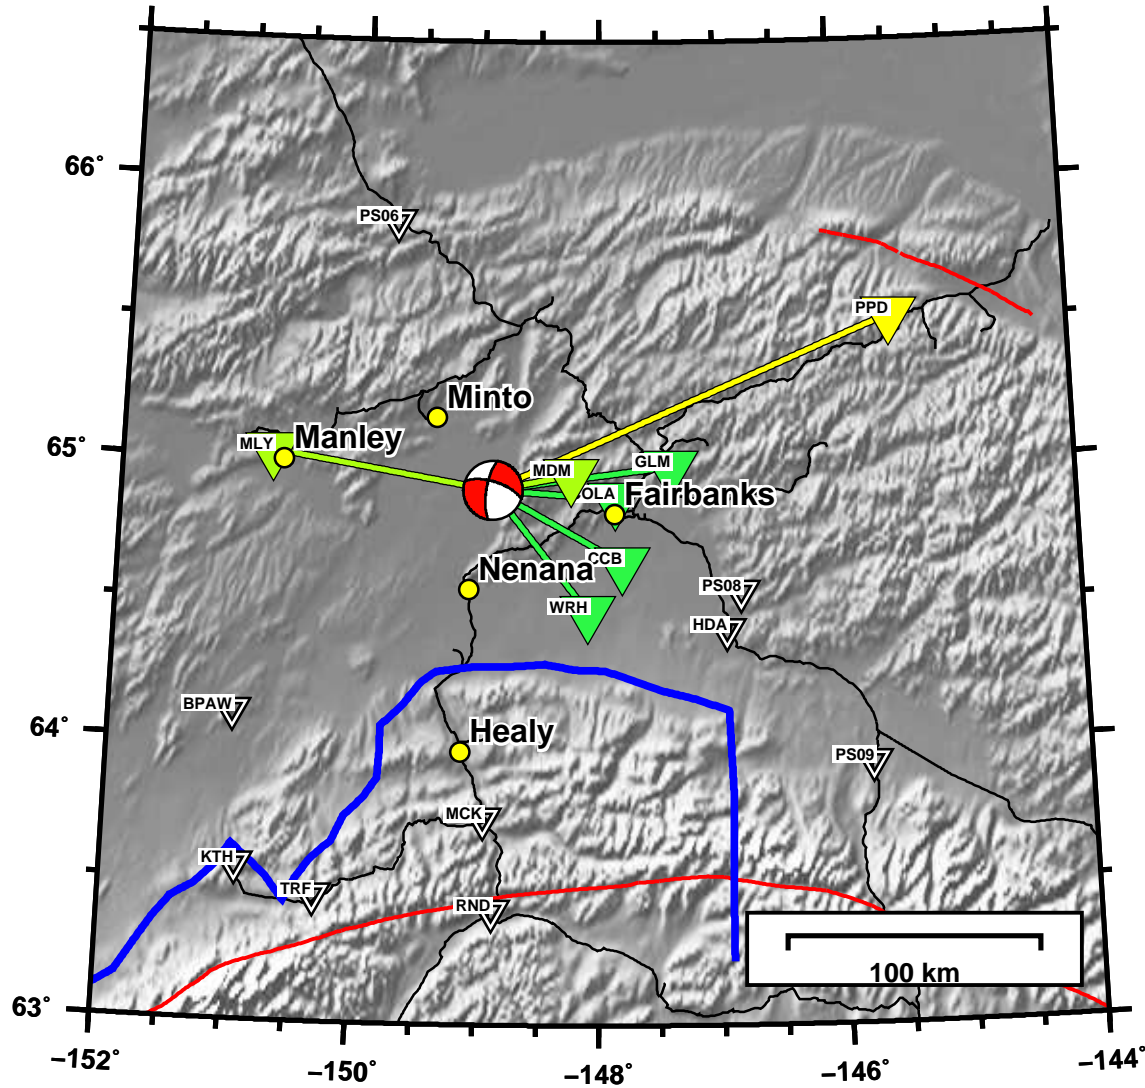 66°
PS06
PPD
Minto
65°
MLY
Manley
MDM
GLM
OLA
Fairbanks
CCB
Nenana
WRH
PS08
HDA
BPAW
64°
Healy
PS09
MCK
KTH
TRF
RND
100 km
63°
−152°
−150°
−148°
−146°
−144°